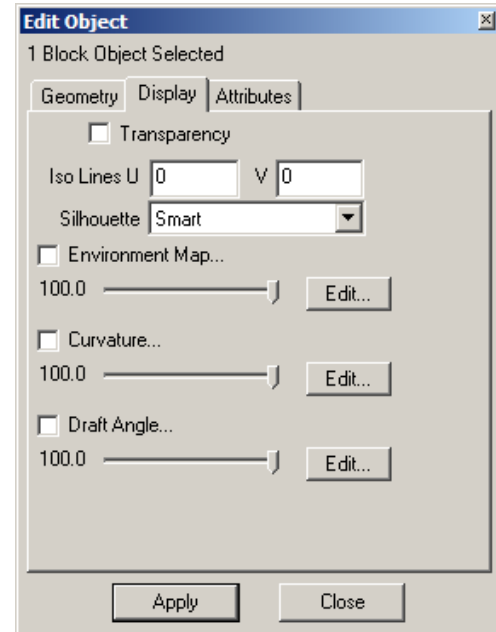 Edit Object
1 Block Object Selected
Geometry Display Attributes
Transparency
Iso Lines U 0 V 0
Silhouette Smart
Environment Map...
100.0 Edit...
Curvature...
100.0 Edit...
Draft Angle...
100.0 Edit...
Apply Close